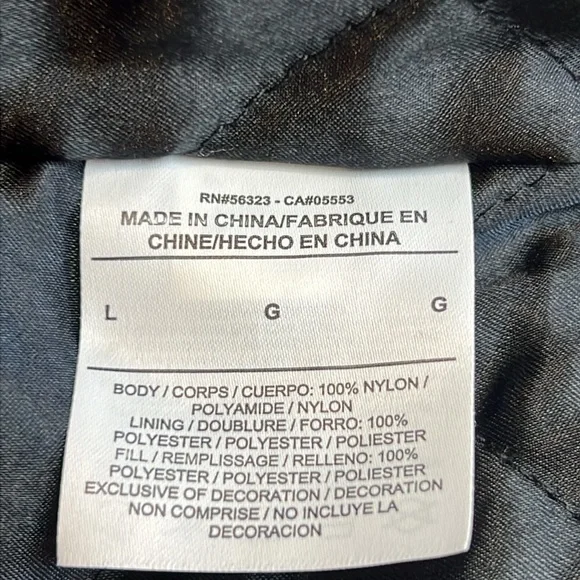 RN#56323 - CA#05553
MADE IN CHINA/FABRIQUE EN
CHINE/HECHO EN CHINA
L G G
BODY / CORPS / CUERPO: 100% NYLON /
POLYAMIDE / NYLON
LINING / DOUBLURE / FORRO: 100%
POLYESTER / POLYESTER / POLIESTER
FILL / REMPLISSAGE / RELLENO: 100%
POLYESTER / POLYESTER / POLIESTER
EXCLUSIVE OF DECORATION / DECORATION
NON COMPRISE / NO INCLUYE LA
DECORACION